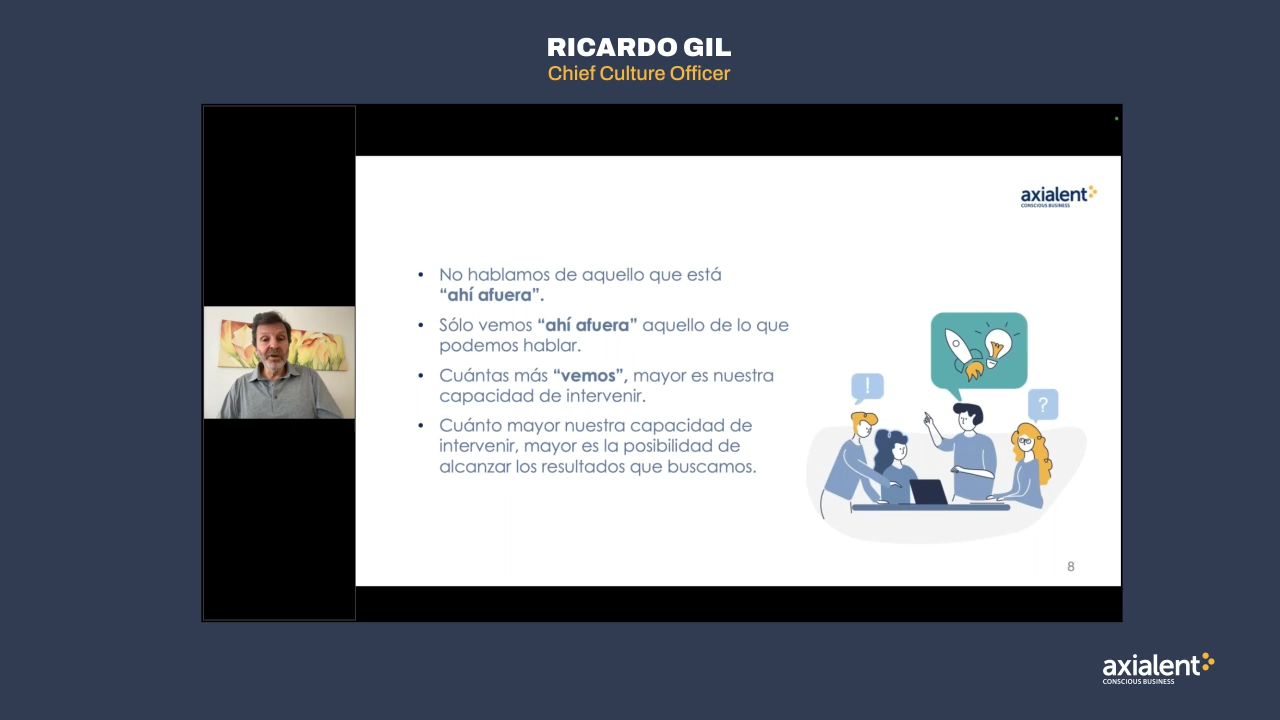 RICARDO GIL
Chief Culture Officer
axialent
CONSCIOUS BUSINESS
• No hablamos de aquello que está
“ahí afuera”.
• Sólo vemos “ahí afuera” aquello de lo que
podemos hablar.
• Cuántas más “vemos”, mayor es nuestra
capacidad de intervenir.
• Cuánto mayor nuestra capacidad de
intervenir, mayor es la posibilidad de
alcanzar los resultados que buscamos.
!
?
8
axialent
CONSCIOUS BUSINESS